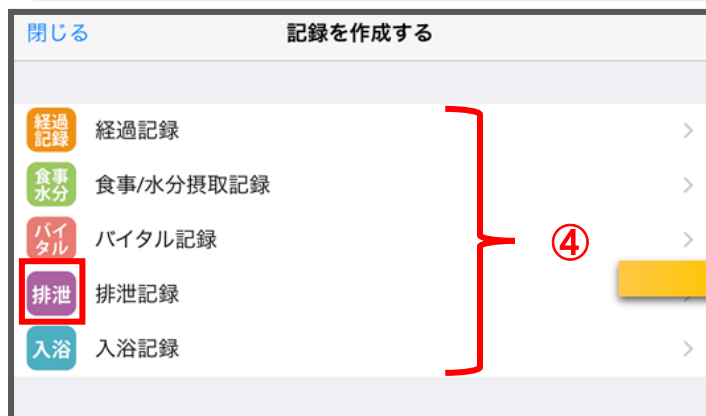 閉じる 記録を作成する
経過
記録
経過記録
食事
水分
食事/水分摂取記録
バイ
タル
バイタル記録
④
排泄
排泄記録
入浴
入浴記録